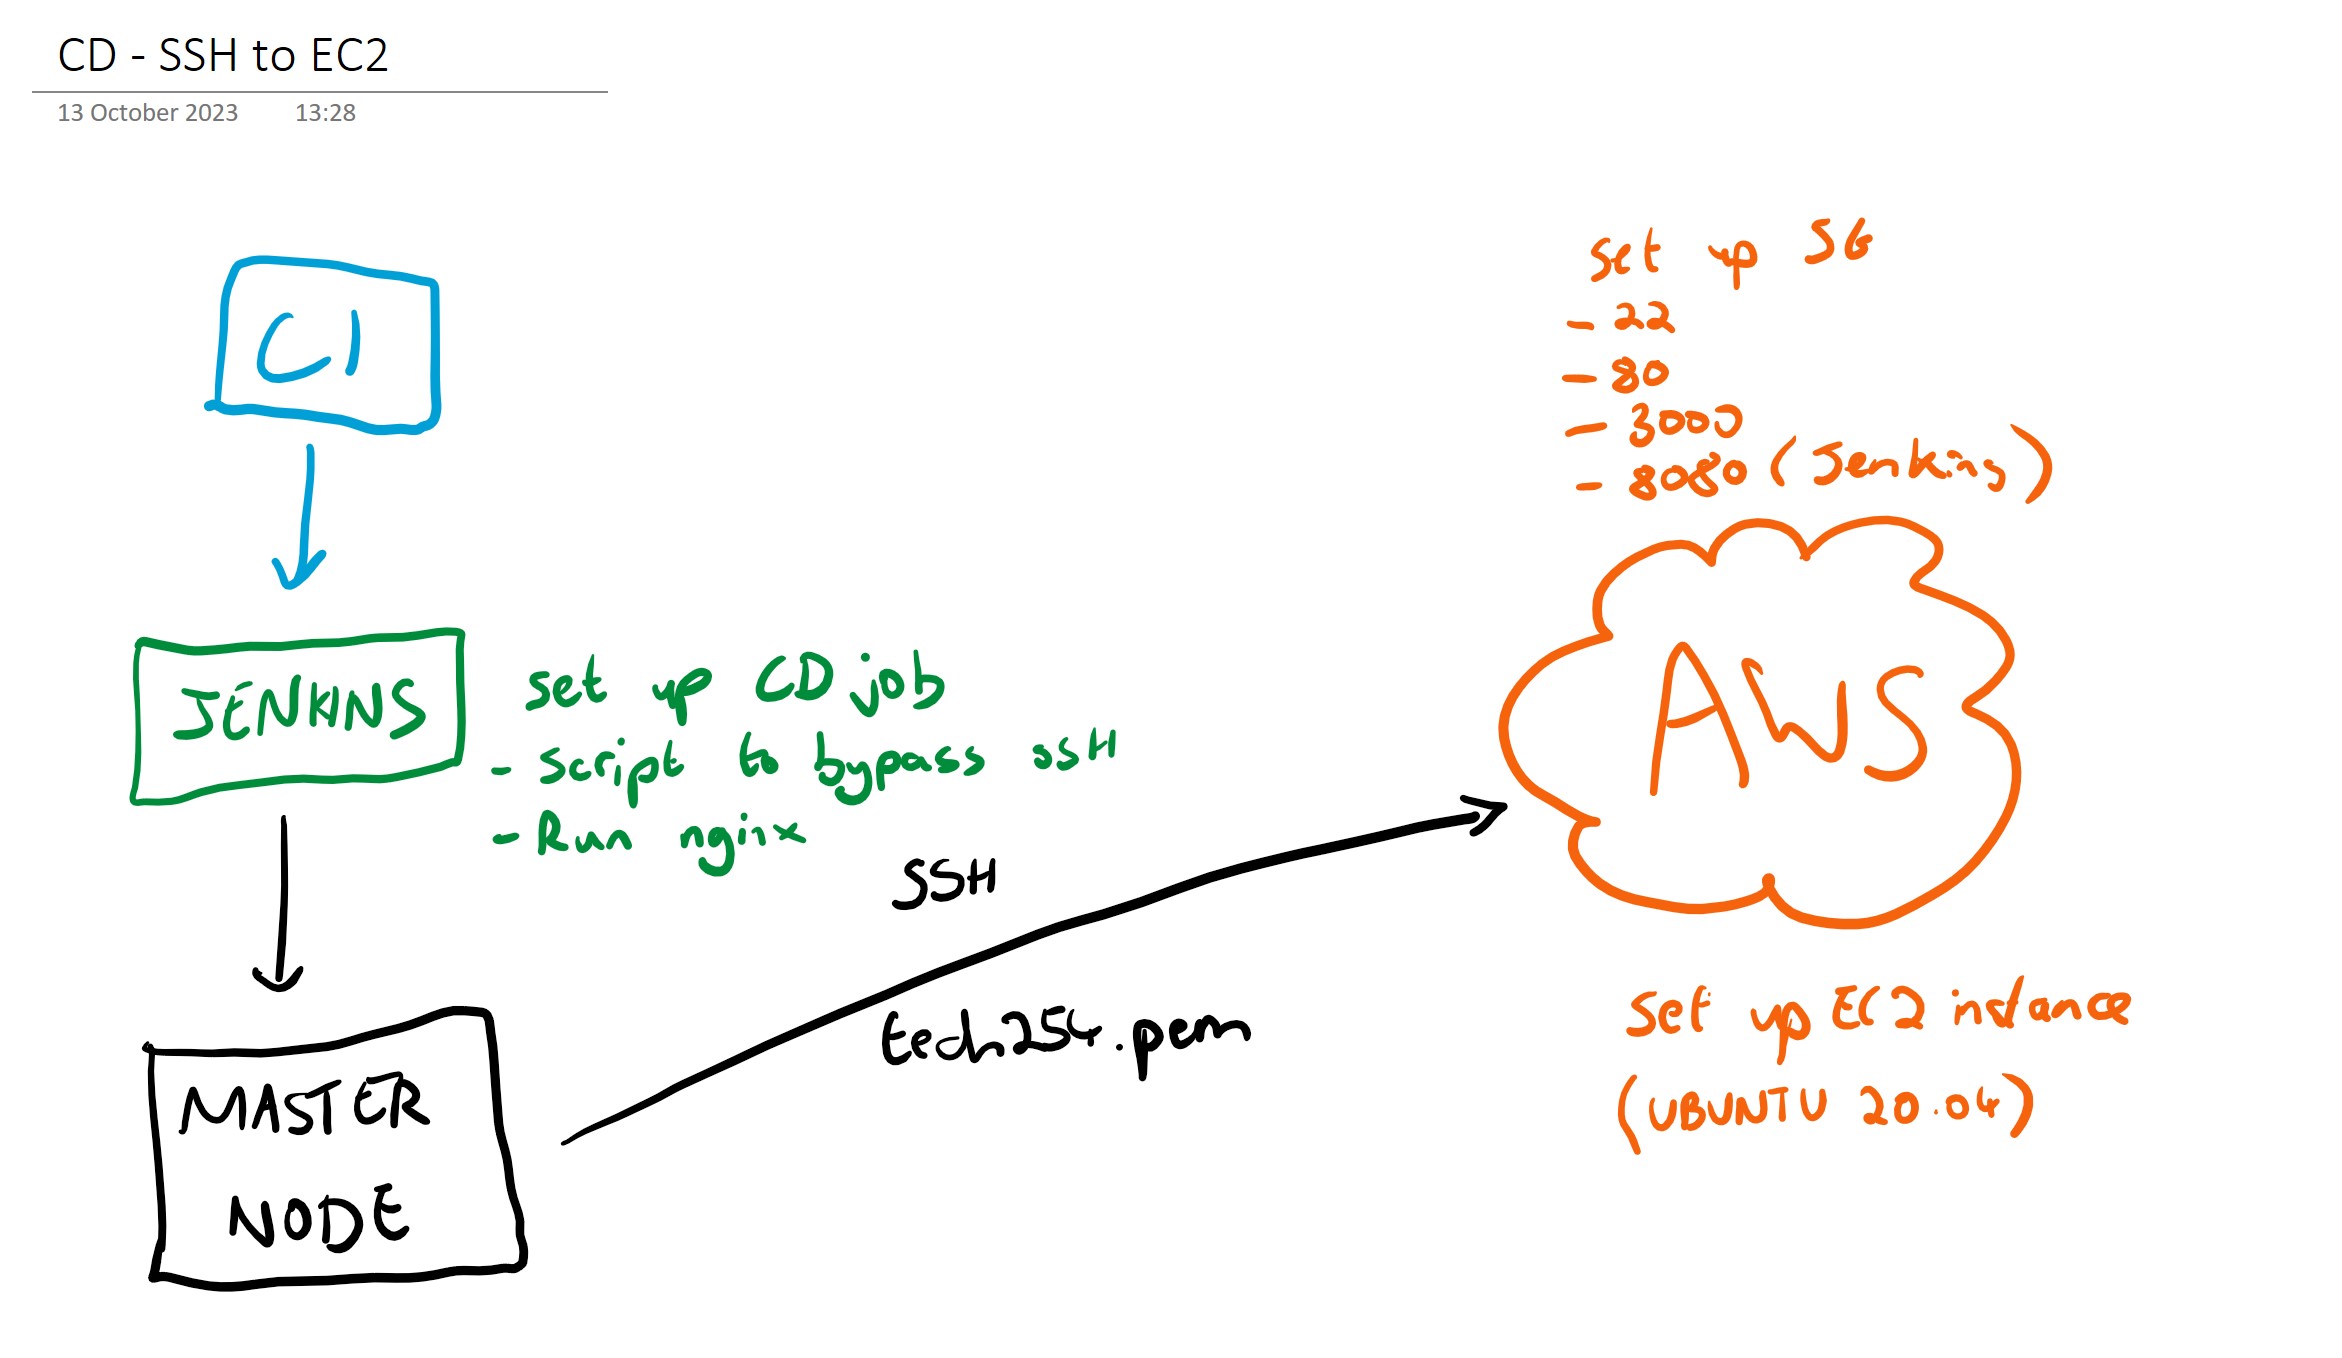 CD - SSH to EC2
13 October 2023 13:28
CI
JENKINS
set up CD job
- script to bypass ssH
- Run nginx
MASTER
NODE
SSH
tech254.pem
set up SG
- 22
- 80
- 3000
- 8080 (Jenkins)
AWS
set up EC2 instance
(UBUNTU 20.04)